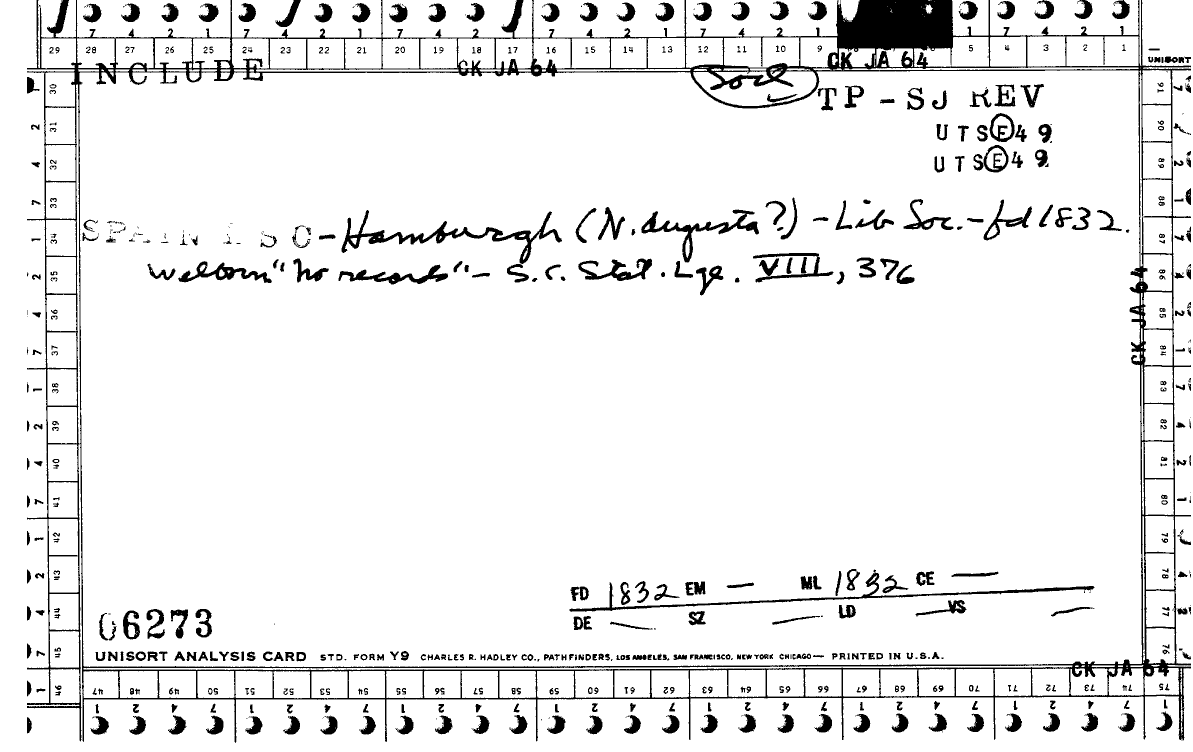 7 4 2 1 7 4 2 1 7 4 2 1 7 4 2 1 7 4 2 1 1 7 4 2 1
29 28 27 26 25 24 23 22 21 20 19 18 17 16 15 14 13 12 11 10 9 5 4 3 2 1
UNISORT
INCLUDE CK JA 64 Socl CK JA 64
TP - SJ REV
UTSE49
UTSE49
SC-Hamburgh (N. Augusta?) - Lib Soc. - fd 1832.
Welborn "no records" - S.C. Stat. Lge. VIII, 376
CK JA 64
FD 1832 EM — ML 1832 CE —
DE — SZ — LD — VS —
06273
UNISORT ANALYSIS CARD STD. FORM Y9 CHARLES R. HADLEY CO., PATHFINDERS, LOS ANGELES, SAN FRANCISCO, NEW YORK CHICAGO — PRINTED IN U.S.A.
CK JA 64
30 31 32 33 34 35 36 37 38 39 40 41 42 43 44 45 46
47 48 49 50 51 52 53 54 55 56 57 58 59 60 61 62 63 64 65 66 67 68 69 70 71 72 73 74 75
91 90 89 88 87 86 85 84 83 82 81 80 79 78 77 76